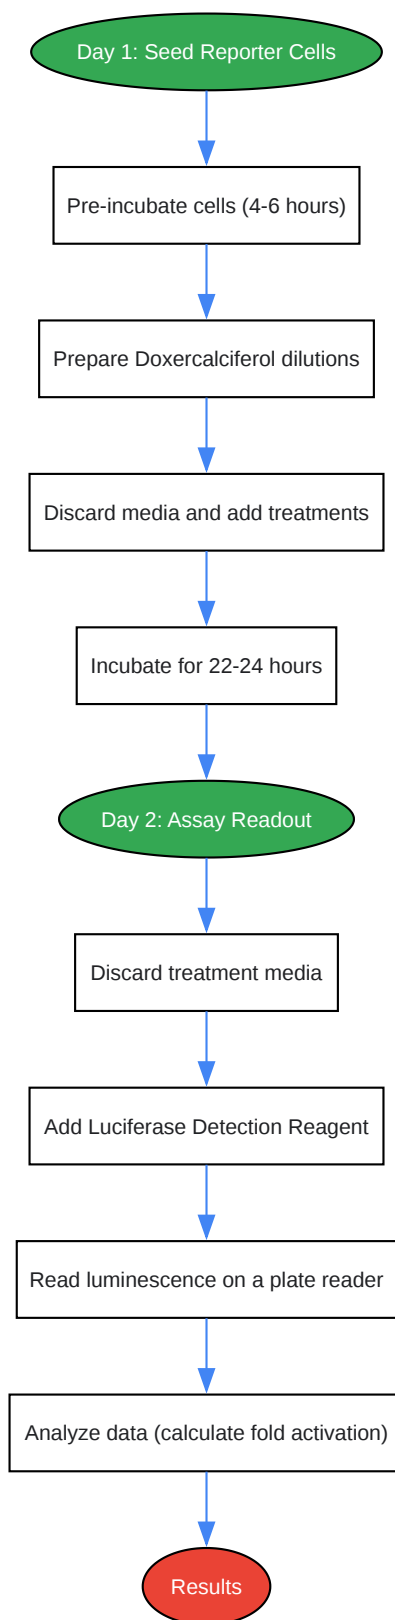 Day 1: Seed Reporter Cells
Pre-incubate cells (4-6 hours)
Prepare Doxercalciferol dilutions
Discard media and add treatments
Incubate for 22-24 hours
Day 2: Assay Readout
Discard treatment media
Add Luciferase Detection Reagent
Read luminescence on a plate reader
Analyze data (calculate fold activation)
Results